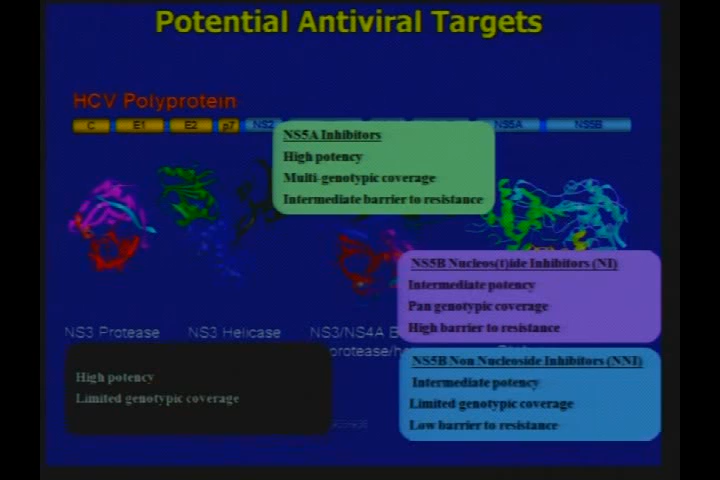 Potential Antiviral Targets
HCV Polyprotein
C E1 E2 p7 NS2 NS5A NS5B
NS5A Inhibitors
High potency
Multi-genotypic coverage
Intermediate barrier to resistance
NS5B Nucleos(t)ide Inhibitors (NI)
Intermediate potency
Pan genotypic coverage
High barrier to resistance
NS3 Protease NS3 Helicase NS3/NS4A
protease/
NS5B Non Nucleoside Inhibitors (NNI)
Intermediate potency
Limited genotypic coverage
Low barrier to resistance
High potency
Limited genotypic coverage